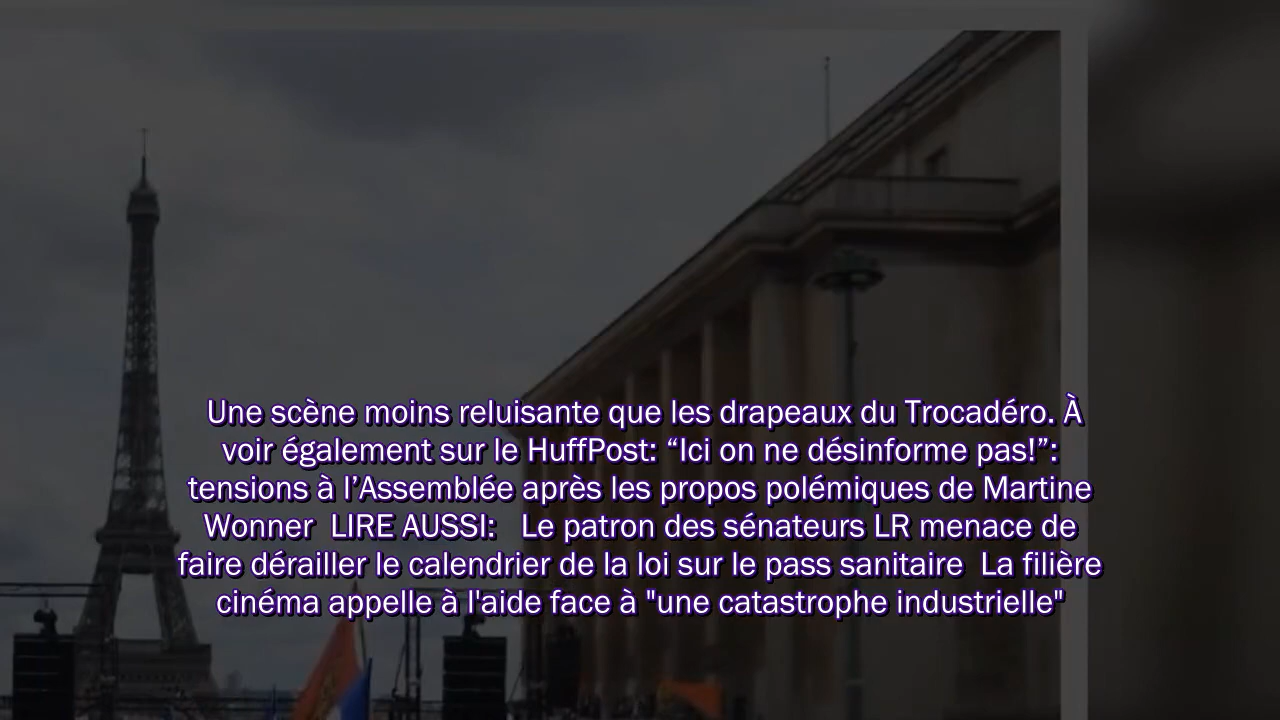 Une scène moins reluisante que les drapeaux du Trocadéro. À
voir également sur le HuffPost: “Ici on ne désinforme pas!”:
tensions à l’Assemblée après les propos polémiques de Martine
Wonner  LIRE AUSSI:   Le patron des sénateurs LR menace de
faire dérailler le calendrier de la loi sur le pass sanitaire  La filière
cinéma appelle à l'aide face à "une catastrophe industrielle"